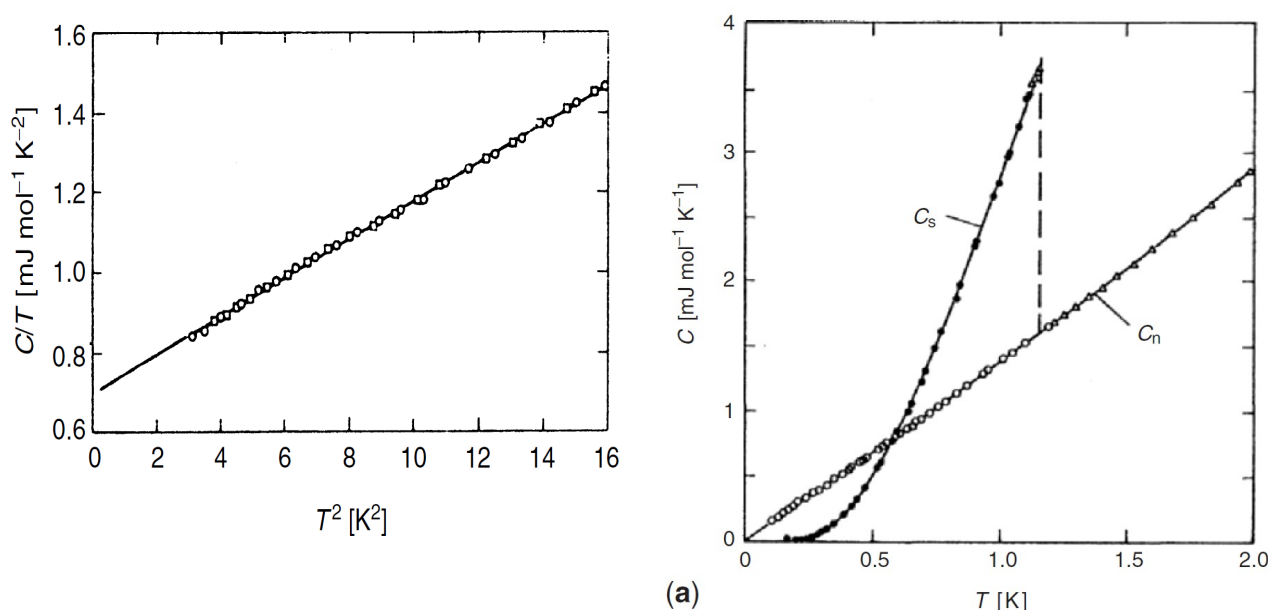 1.6
1.4
1.2
1.0
0.8
0.6
C/T [mJ mol⁻¹ K⁻²]
0 2 4 6 8 10 12 14 16
T² [K²]
4
3
2
1
0
C [mJ mol⁻¹ K⁻¹]
Cs
Cn
0.5 1.0 1.5 2.0
(a)
T [K]